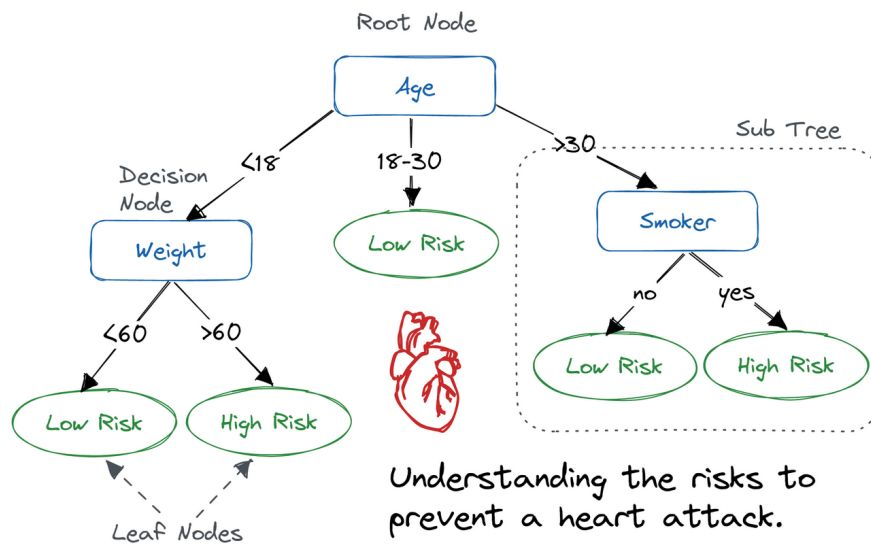 Root Node
Age
Sub Tree
<18
18-30
>30
Decision
Node
Weight
Low Risk
Smoker
<60
>60
no
yes
Low Risk
High Risk
Low Risk
High Risk
Understanding the risks to
prevent a heart attack.
Leaf Nodes